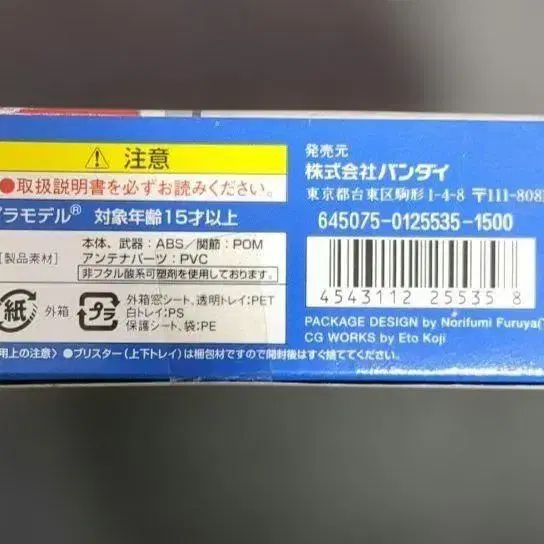 注意
●取扱説明書を必ずお読みください。
プラモデル® 対象年齢15才以上
[製品素材] 本体、武器:ABS/関節:POM
アンテナパーツ:PVC
非フタル酸系可塑剤を使用しております。
紙 外箱 プラ 外箱窓シート、透明トレイ:PET
白トレイ:PS
保護シート、袋:PE
用上の注意〉●ブリスター(上下トレイ)は梱包材ですので開封後はすぐ捨ててください。
発売元
株式会社バンダイ
東京都台東区駒形1-4-8 〒111-808
645075-0125535-1500
4543112 255358
PACKAGE DESIGN by Norifumi Furuya(
CG WORKS by Eto Koji